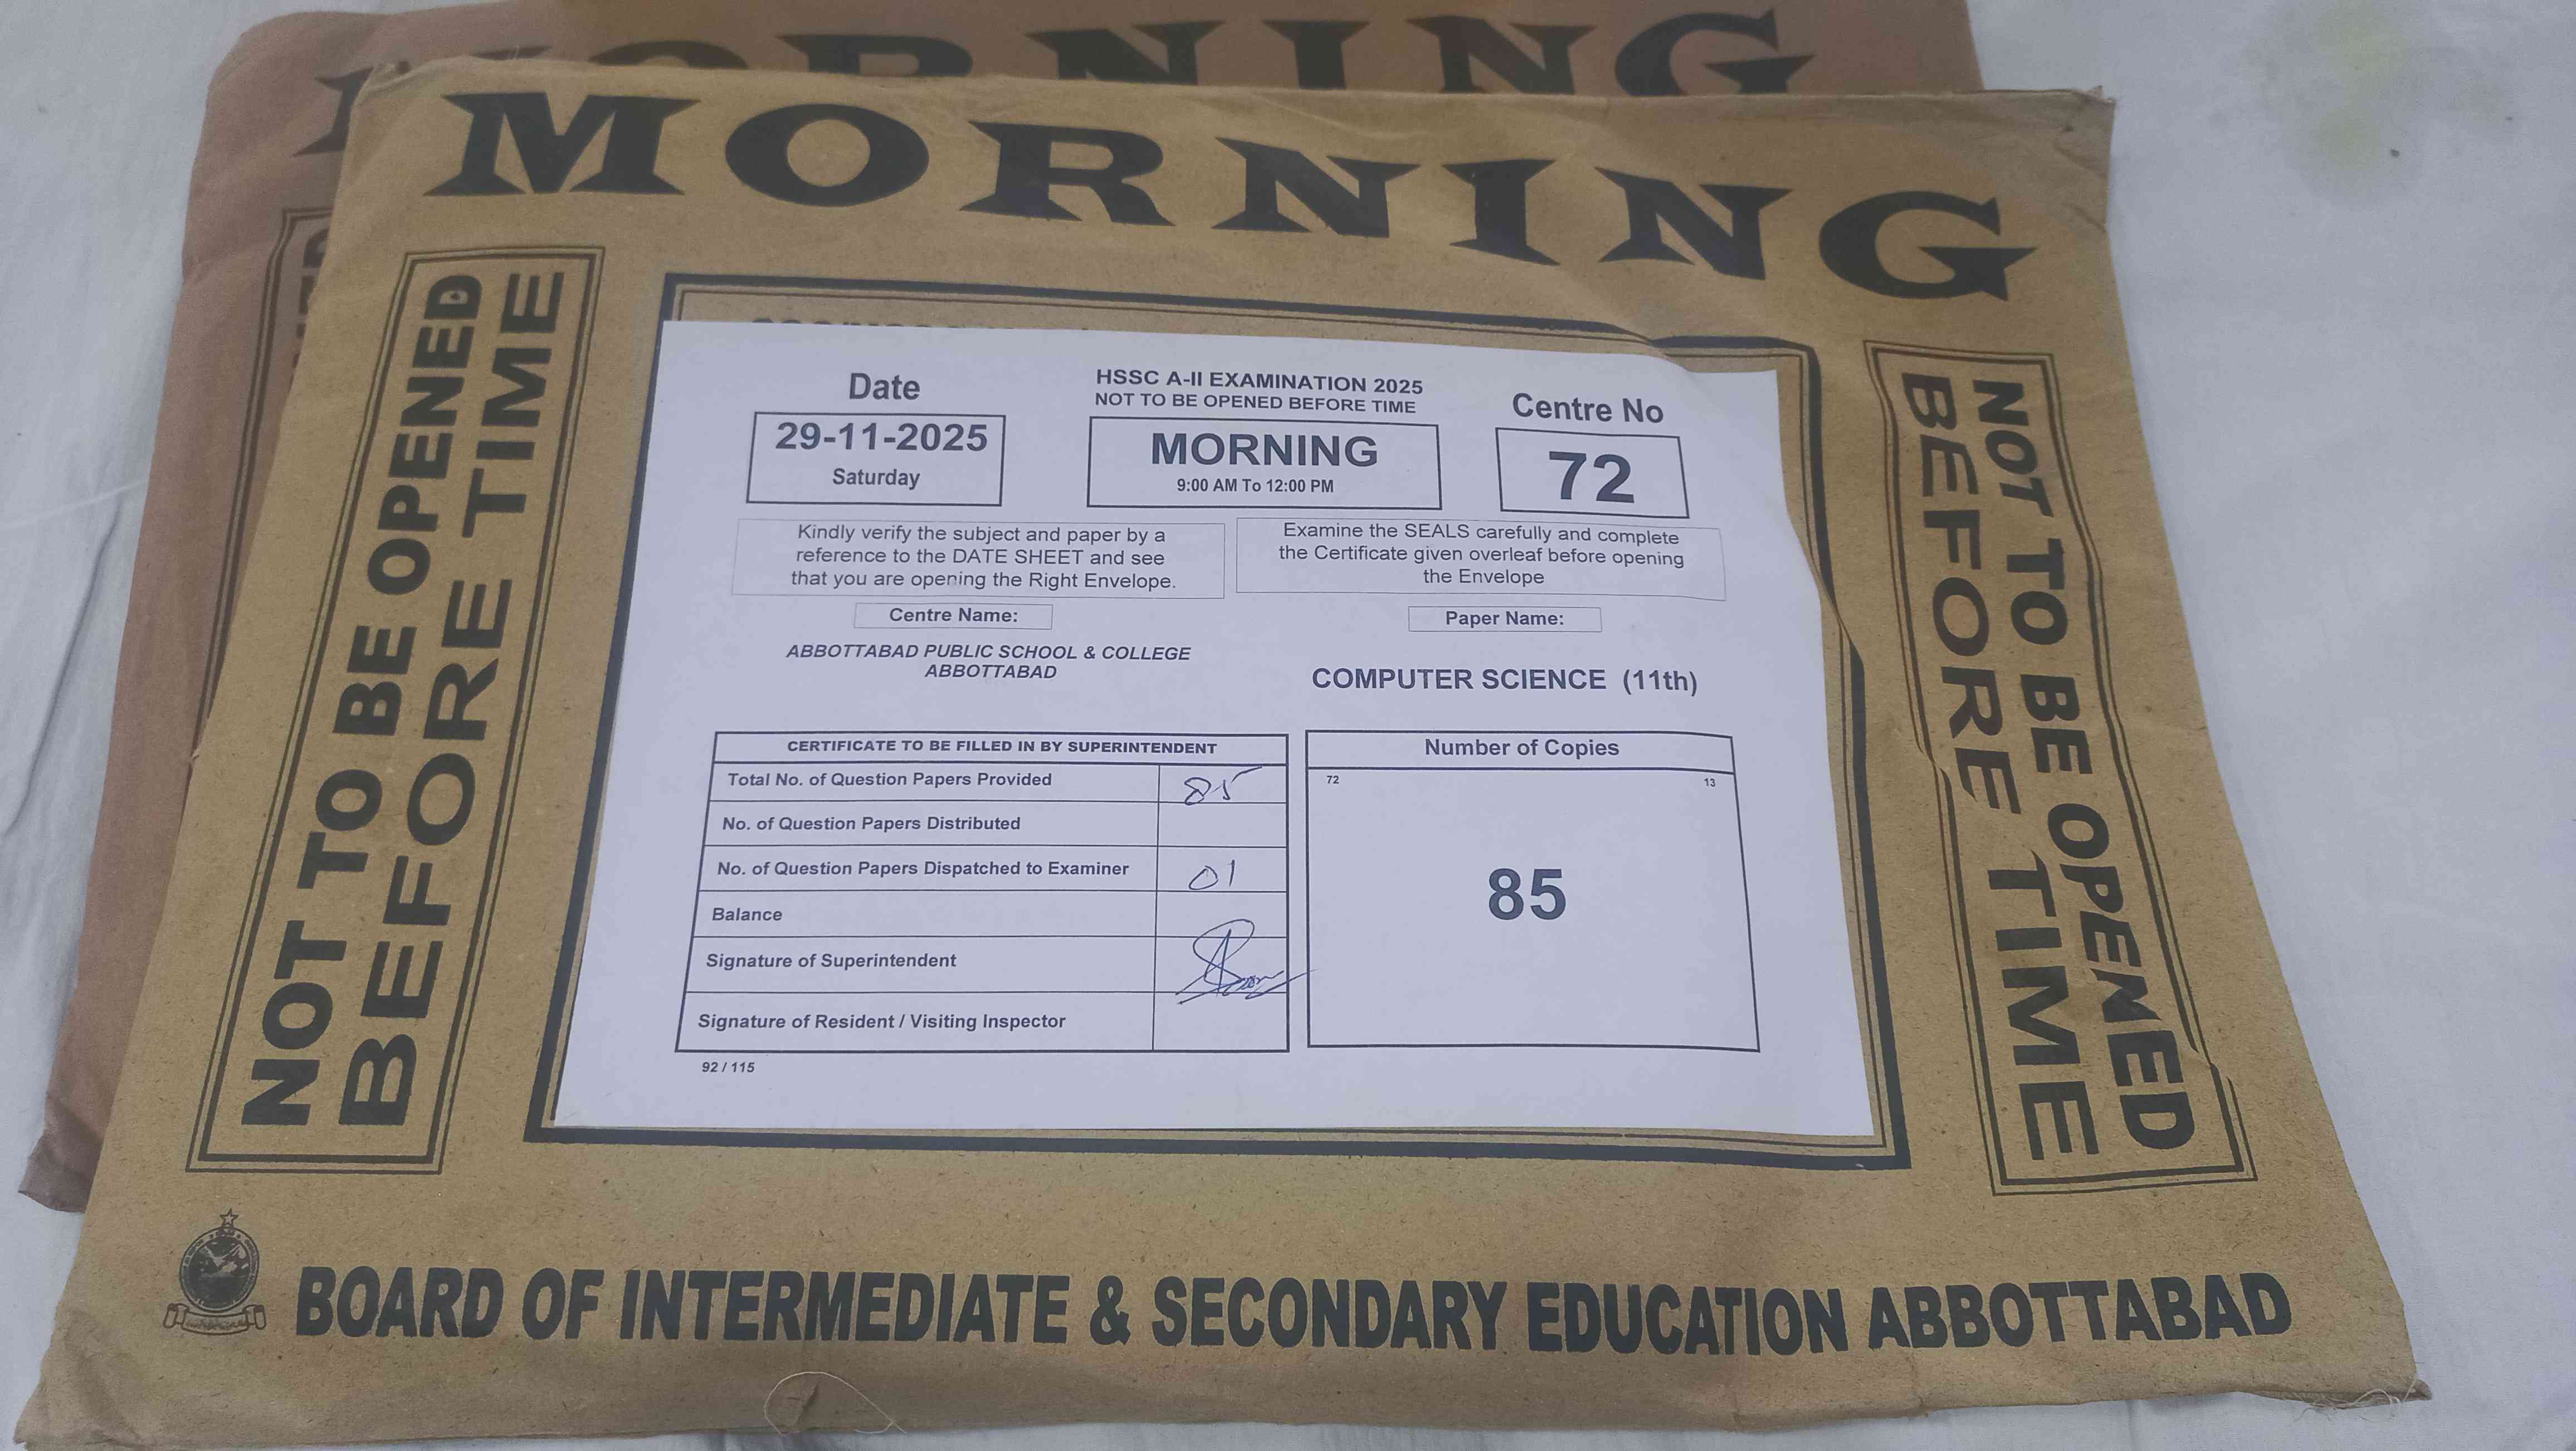 MORNING
MORNING
NOT TO BE OPENED
BEFORE TIME
NOT TO BE OPENED
BEFORE TIME
Date
29-11-2025
Saturday
HSSC A-II EXAMINATION 2025
NOT TO BE OPENED BEFORE TIME
MORNING
9:00 AM To 12:00 PM
Centre No
72
Kindly verify the subject and paper by a
reference to the DATE SHEET and see
that you are opening the Right Envelope.
Examine the SEALS carefully and complete
the Certificate given overleaf before opening
the Envelope
Centre Name:
ABBOTTABAD PUBLIC SCHOOL & COLLEGE
ABBOTTABAD
Paper Name:
COMPUTER SCIENCE (11th)
CERTIFICATE TO BE FILLED IN BY SUPERINTENDENT
Total No. of Question Papers Provided 85
No. of Question Papers Distributed
No. of Question Papers Dispatched to Examiner 01
Balance
Signature of Superintendent
Signature of Resident / Visiting Inspector
92 / 115
Number of Copies
72 13
85
BOARD OF INTERMEDIATE & SECONDARY EDUCATION ABBOTTABAD